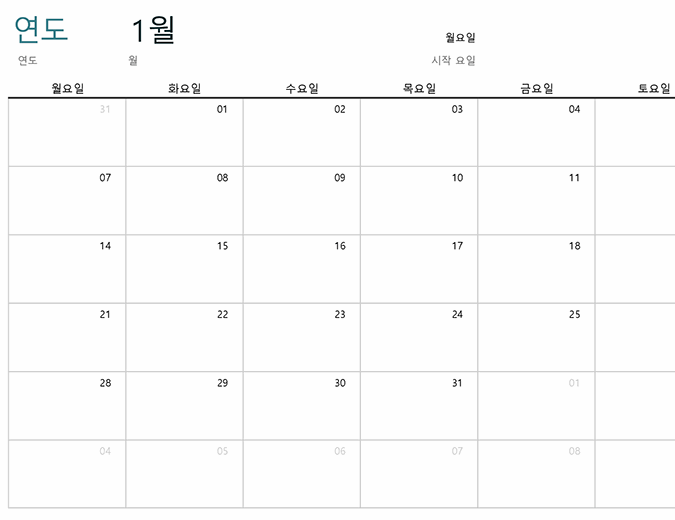 연도 1월 월요일
연도 월 시작 요일
월요일 화요일 수요일 목요일 금요일 토요일
31 01 02 03 04
07 08 09 10 11
14 15 16 17 18
21 22 23 24 25
28 29 30 31 01
04 05 06 07 08